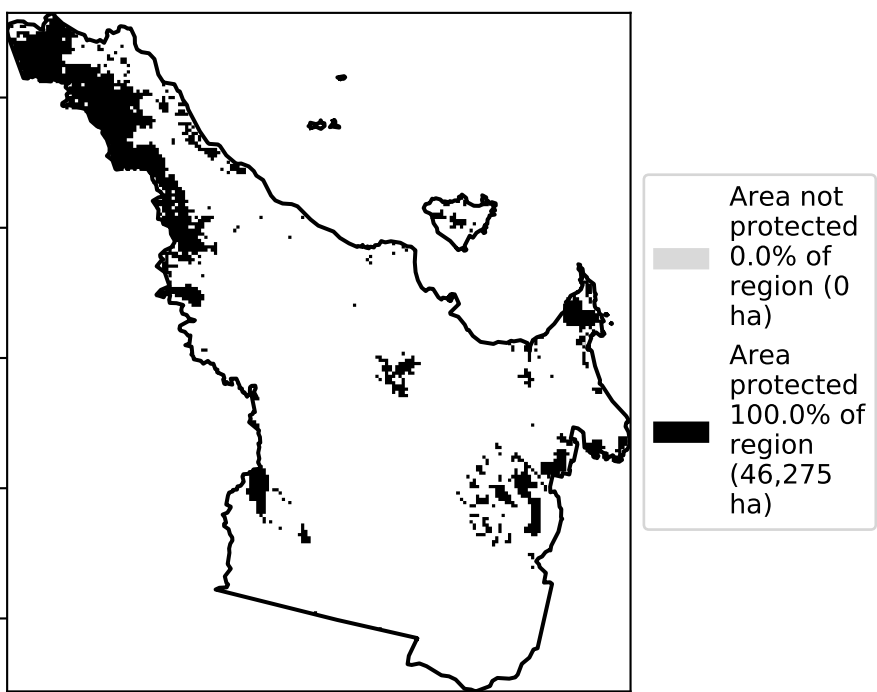 Area not
protected
0.0% of
region (0
ha)
Area
protected
100.0% of
region
(46,275
ha)